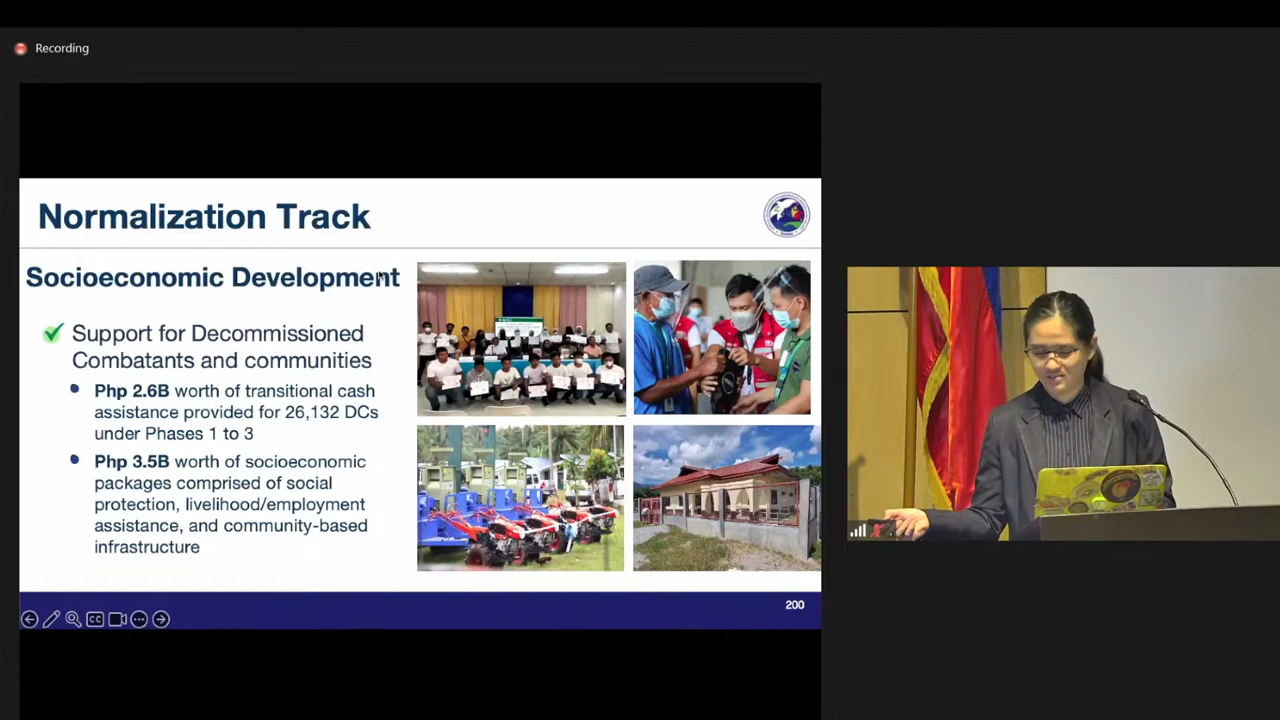 Recording
Normalization Track
Socioeconomic Development
Support for Decommissioned
Combatants and communities
Php 2.6B worth of transitional cash
assistance provided for 26,132 DCs
under Phases 1 to 3
Php 3.5B worth of socioeconomic
packages comprised of social
protection, livelihood/employment
assistance, and community-based
infrastructure
CC
200